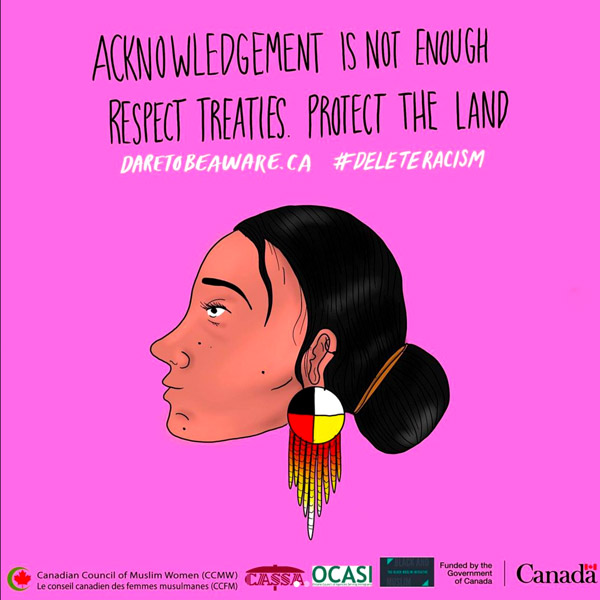 ACKNOWLEDGEMENT IS NOT ENOUGH
RESPECT TREATIES. PROTECT THE LAND
DARETOBEAWARE.CA #DELETERACISM
Canadian Council of Muslim Women (CCMW)
Le conseil canadien des femmes musulmanes (CCFM)
CASSA
OCASI
Funded by the
Government
of Canada
Canada